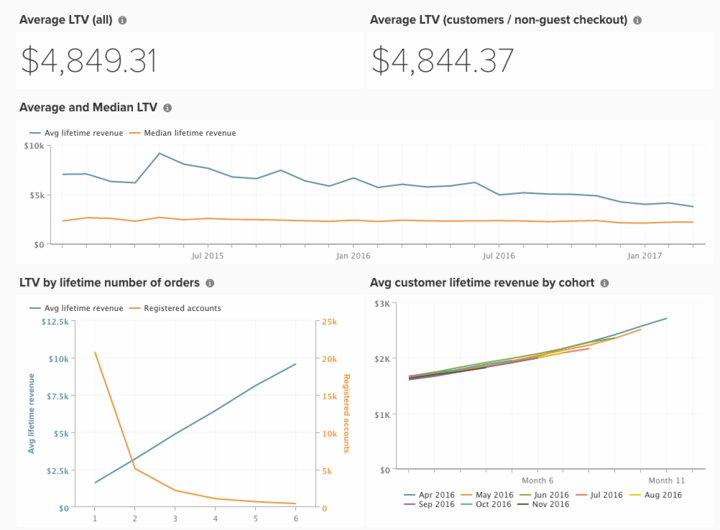 Average LTV (all)
Average LTV (customers / non-guest checkout)
$4,849.31
$4,844.37
Average and Median LTV
Avg lifetime revenue
Median lifetime revenue
$10k
$5k
$0
Jul 2015
Jan 2016
Jul 2016
Jan 2017
LTV by lifetime number of orders
Avg lifetime revenue
Registered accounts
$12.5k
$10k
$7.5k
$5k
$2.5k
$0
Avg lifetime revenue
25k
20k
15k
10k
5k
0
Registered accounts
1 2 3 4 5 6
Avg customer lifetime revenue by cohort
$3K
$2K
$1K
$0
Month 6
Month 11
Apr 2016 May 2016 Jun 2016 Jul 2016 Aug 2016
Sep 2016 Oct 2016 Nov 2016